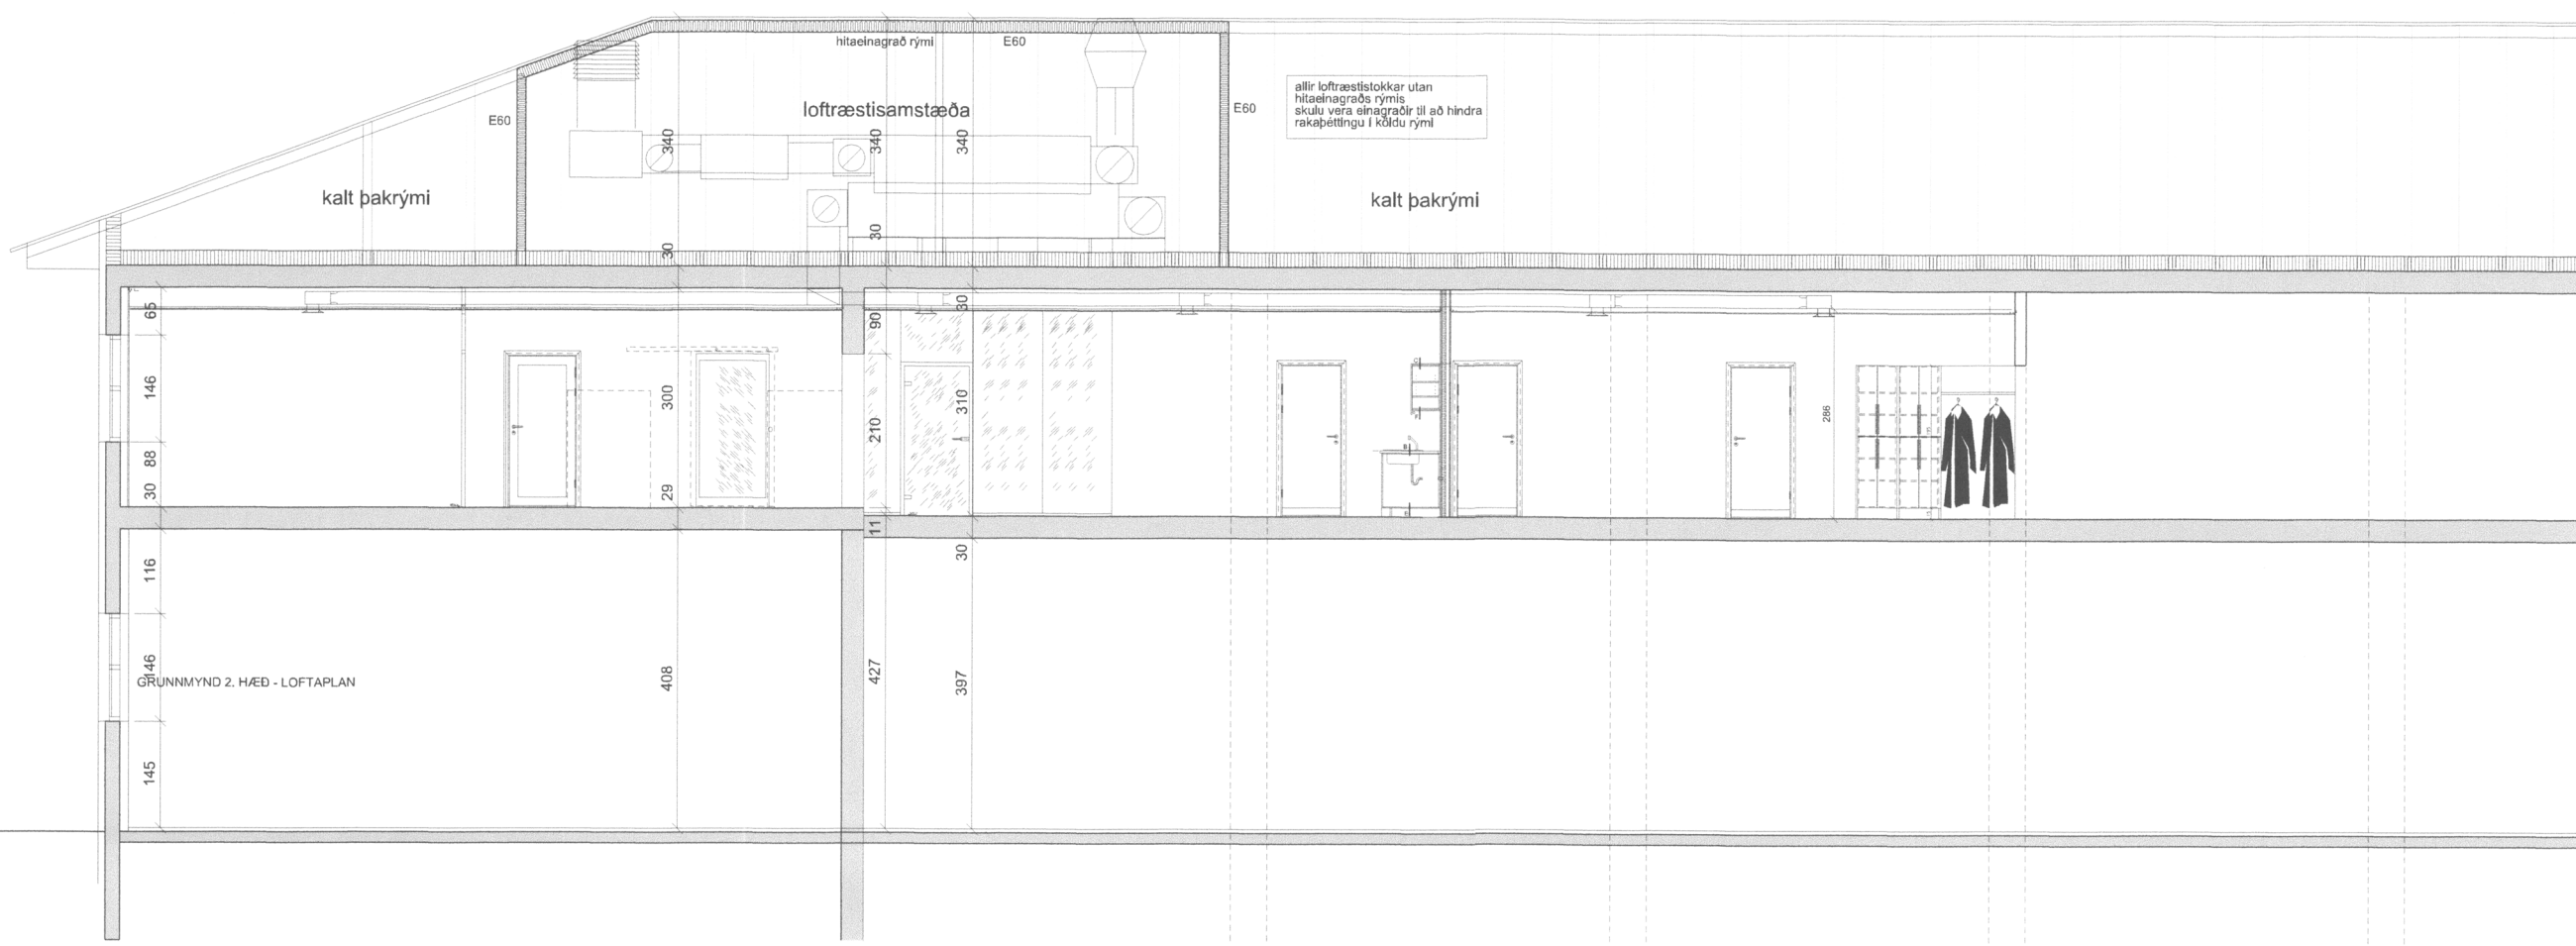 hitaeinagrað rými
E60
loftræstisamstæða
E60
E60
allir loftræstistokkar utan
hitaeinagraðs rýmis
skulu vera einagraðir til að hindra
rakaþéttingu í köldu rými
kalt þakrými
kalt þakrými
340
340
340
30
30
65
90
30
146
300
210
310
286
88
30
29
11
30
116
146
GRUNNMYND 2. HÆÐ - LOFTAPLAN
408
427
397
145